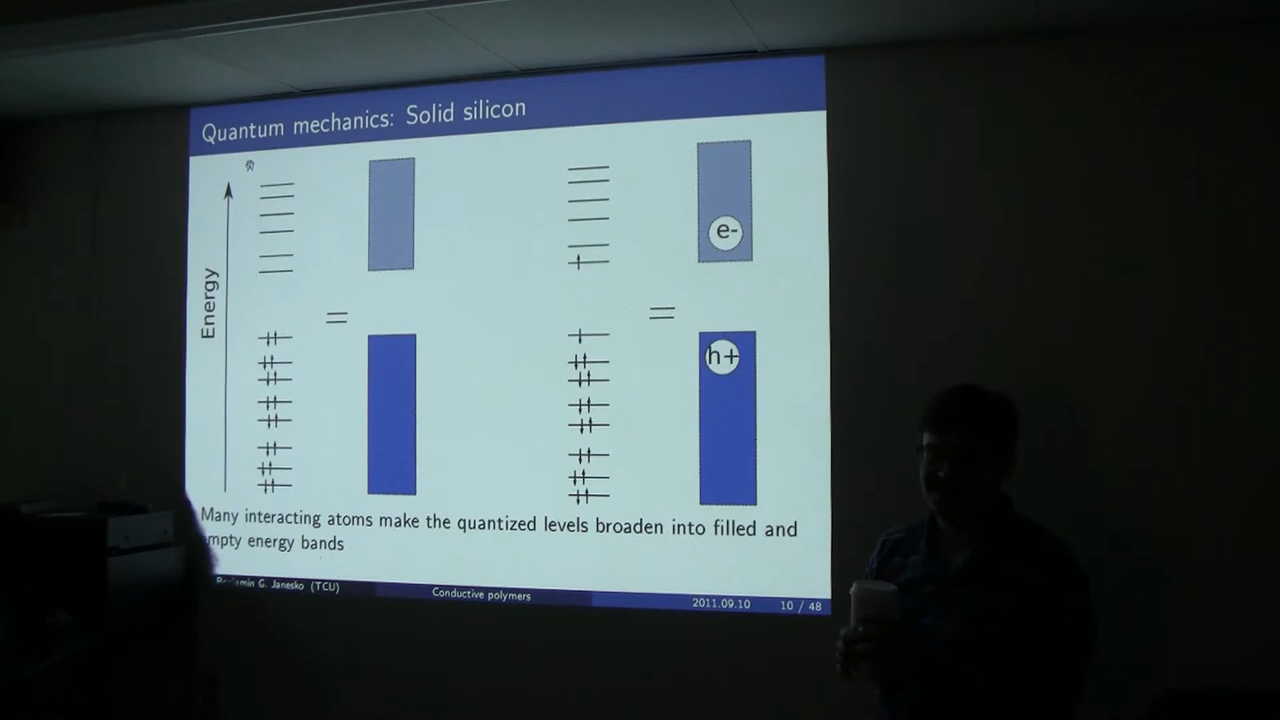 Quantum mechanics: Solid silicon
Energy
=
=
e-
h+
Many interacting atoms make the quantized levels broaden into filled and
empty energy bands
Benjamin G. Janesko (TCU)
Conductive polymers
2011.09.10
10 / 48